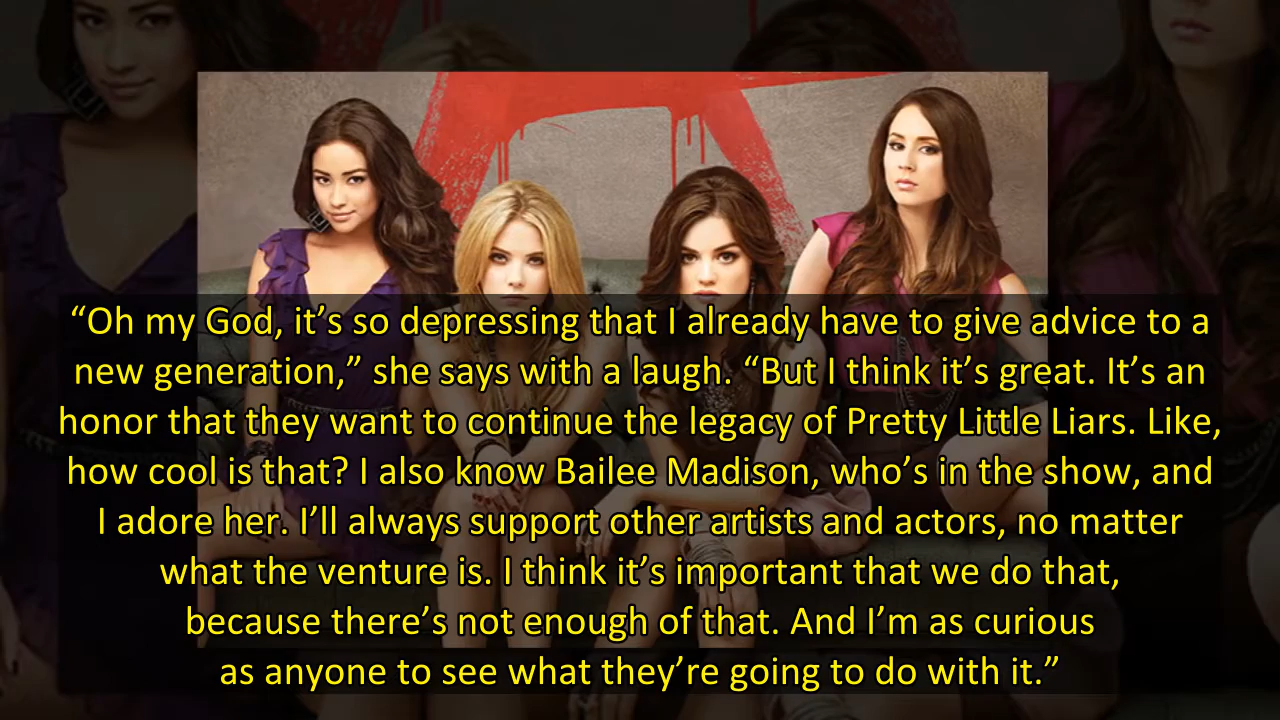 “Oh my God, it’s so depressing that I already have to give advice to a
new generation,” she says with a laugh. “But I think it’s great. It’s an
honor that they want to continue the legacy of Pretty Little Liars. Like,
how cool is that? I also know Bailee Madison, who’s in the show, and
I adore her. I’ll always support other artists and actors, no matter
what the venture is. I think it’s important that we do that,
because there’s not enough of that. And I’m as curious
as anyone to see what they’re going to do with it.”